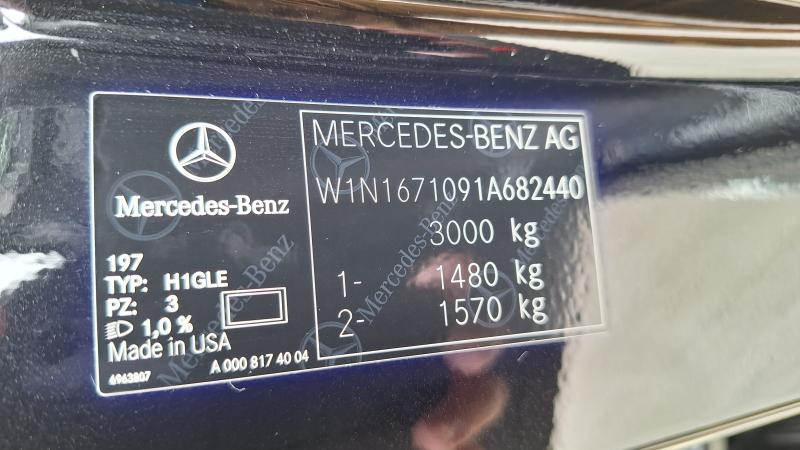 Mercedes-Benz
197
TYP: H1GLE
PZ: 3
1,0 %
Made in USA
6963807
A 000 817 40 04
MERCEDES-BENZ AG
W1N1671091A682440
3000 kg
1- 1480 kg
2- 1570 kg